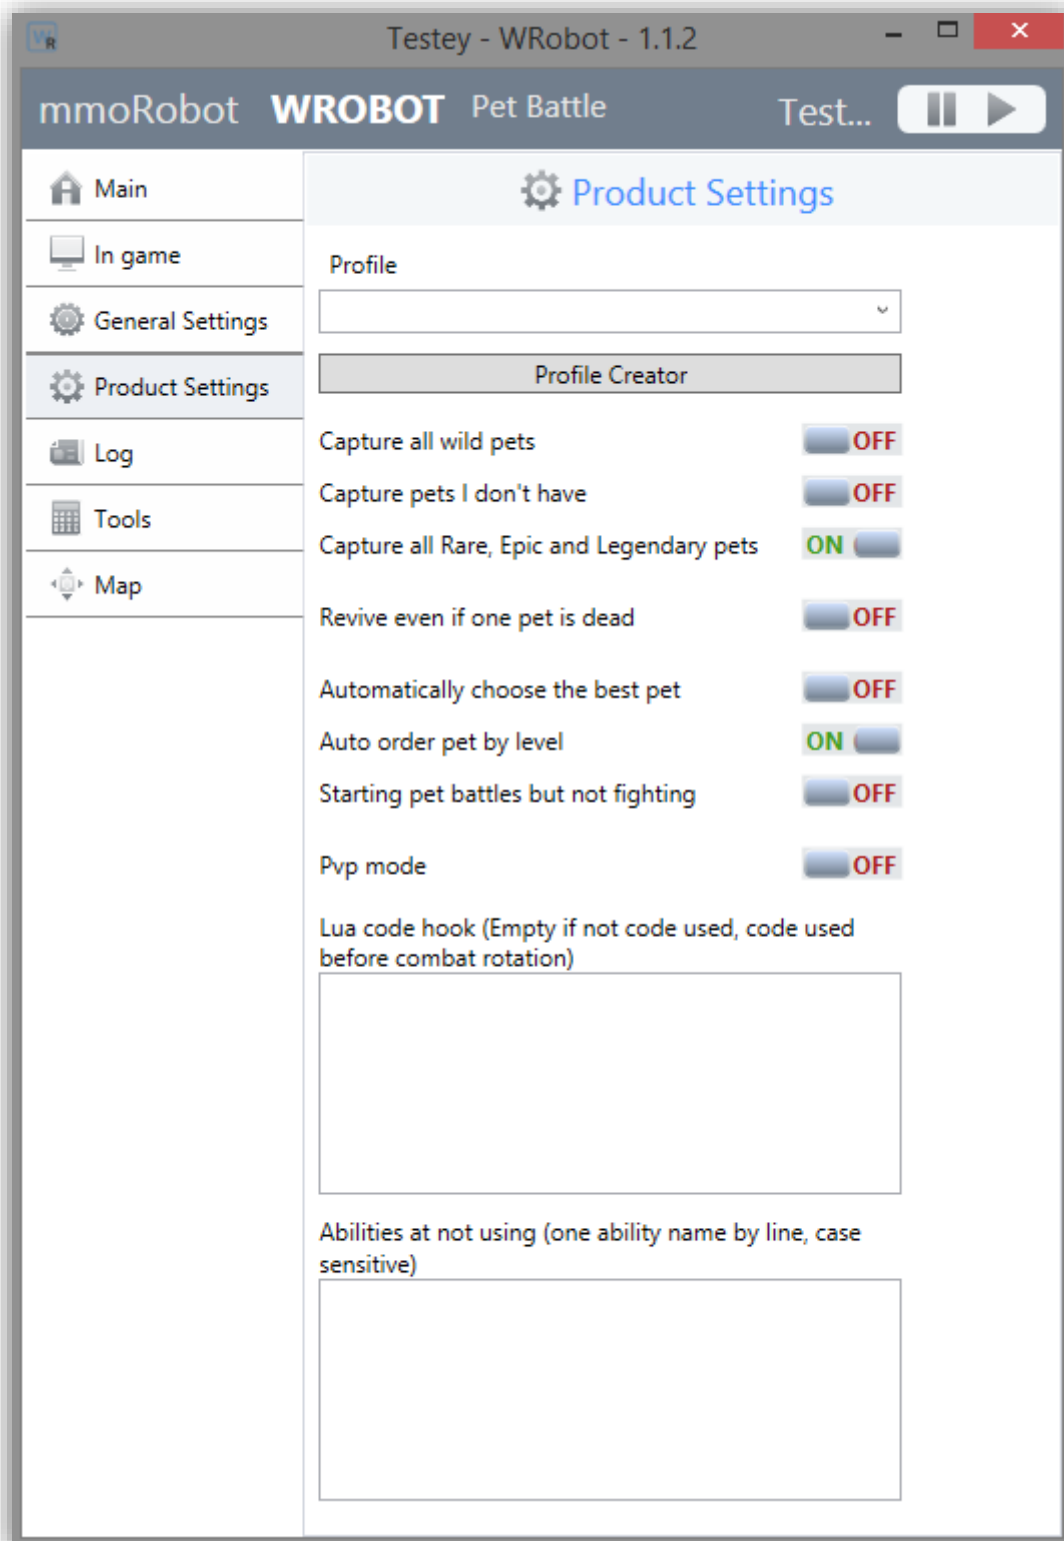 Testey - WRobot - 1.1.2
mmoRobot WROBOT Pet Battle Test...
Main
In game
General Settings
Product Settings
Log
Tools
Map
Product Settings
Profile
Profile Creator
Capture all wild pets OFF
Capture pets I don't have OFF
Capture all Rare, Epic and Legendary pets ON
Revive even if one pet is dead OFF
Automatically choose the best pet OFF
Auto order pet by level ON
Starting pet battles but not fighting OFF
Pvp mode OFF
Lua code hook (Empty if not code used, code used
before combat rotation)
Abilities at not using (one ability name by line, case
sensitive)